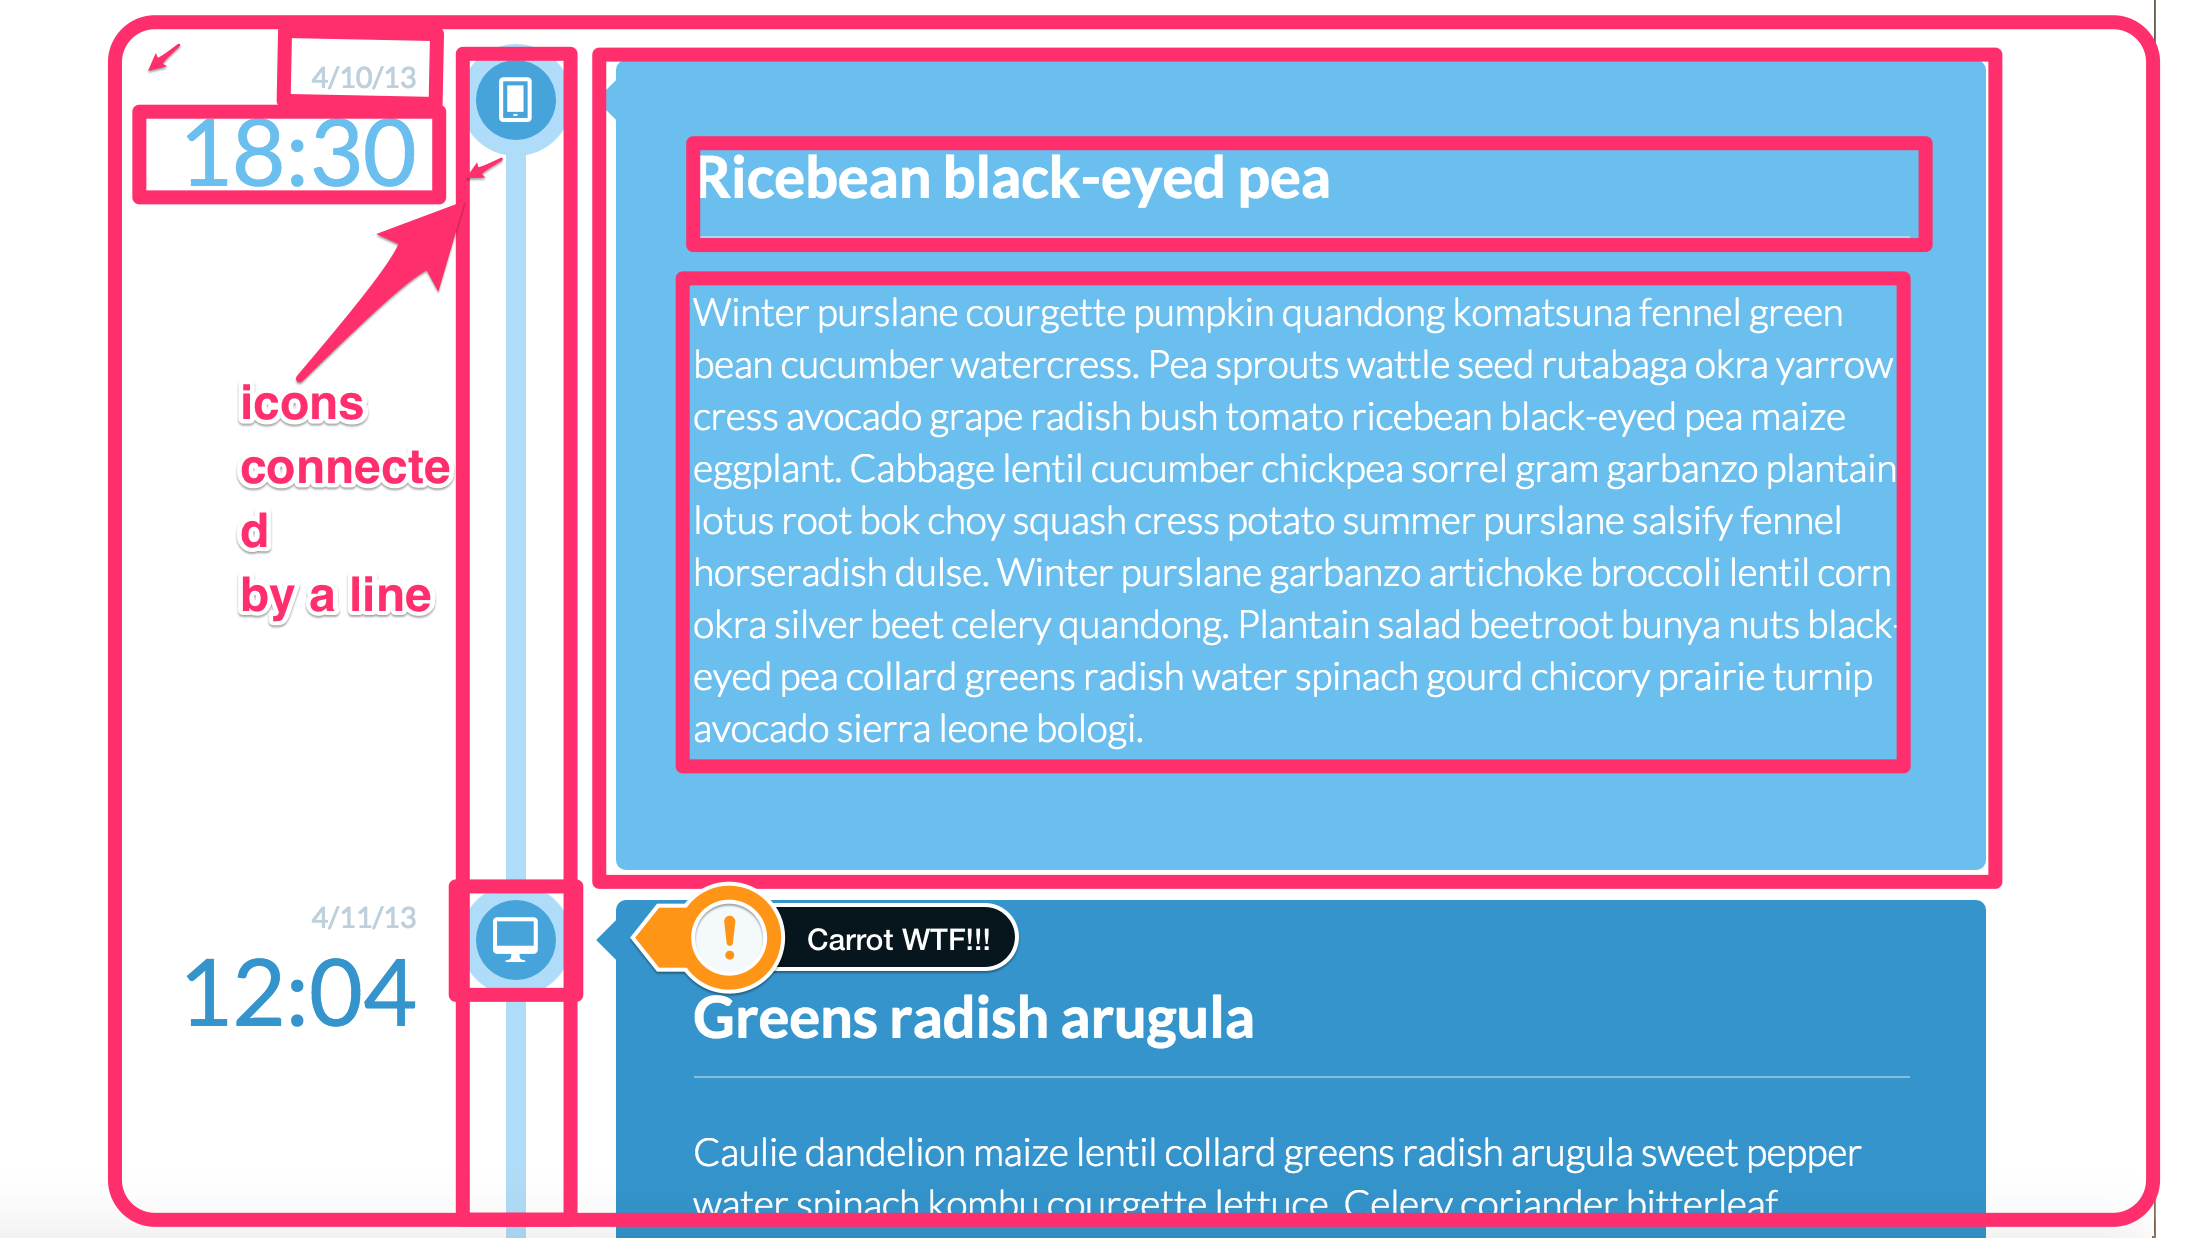 4/10/13
18:30
icons
connecte
d
by a line
Ricebean black-eyed pea
Winter purslane courgette pumpkin quandong komatsuna fennel green
bean cucumber watercress. Pea sprouts wattle seed rutabaga okra yarrow
cress avocado grape radish bush tomato ricebean black-eyed pea maize
eggplant. Cabbage lentil cucumber chickpea sorrel gram garbanzo plantain
lotus root bok choy squash cress potato summer purslane salsify fennel
horseradish dulse. Winter purslane garbanzo artichoke broccoli lentil corn
okra silver beet celery quandong. Plantain salad beetroot bunya nuts black-
eyed pea collard greens radish water spinach gourd chicory prairie turnip
avocado sierra leone bologi.
4/11/13
12:04
Carrot WTF!!!
Greens radish arugula
Caulie dandelion maize lentil collard greens radish arugula sweet pepper
water spinach kombu courgette lettuce. Celery coriander bitterleaf